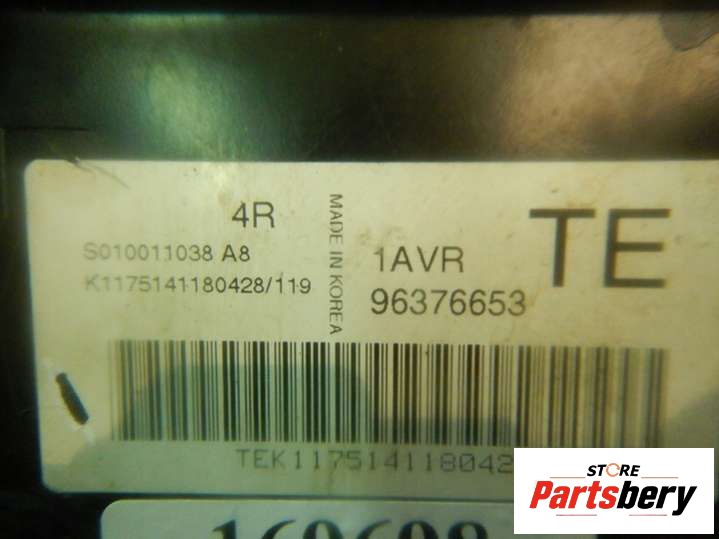 4R
S010011038 A8
K1175141180428/119
MADE IN KOREA
1AVR
96376653
TE
TEK117514118042
STORE
Partsbery